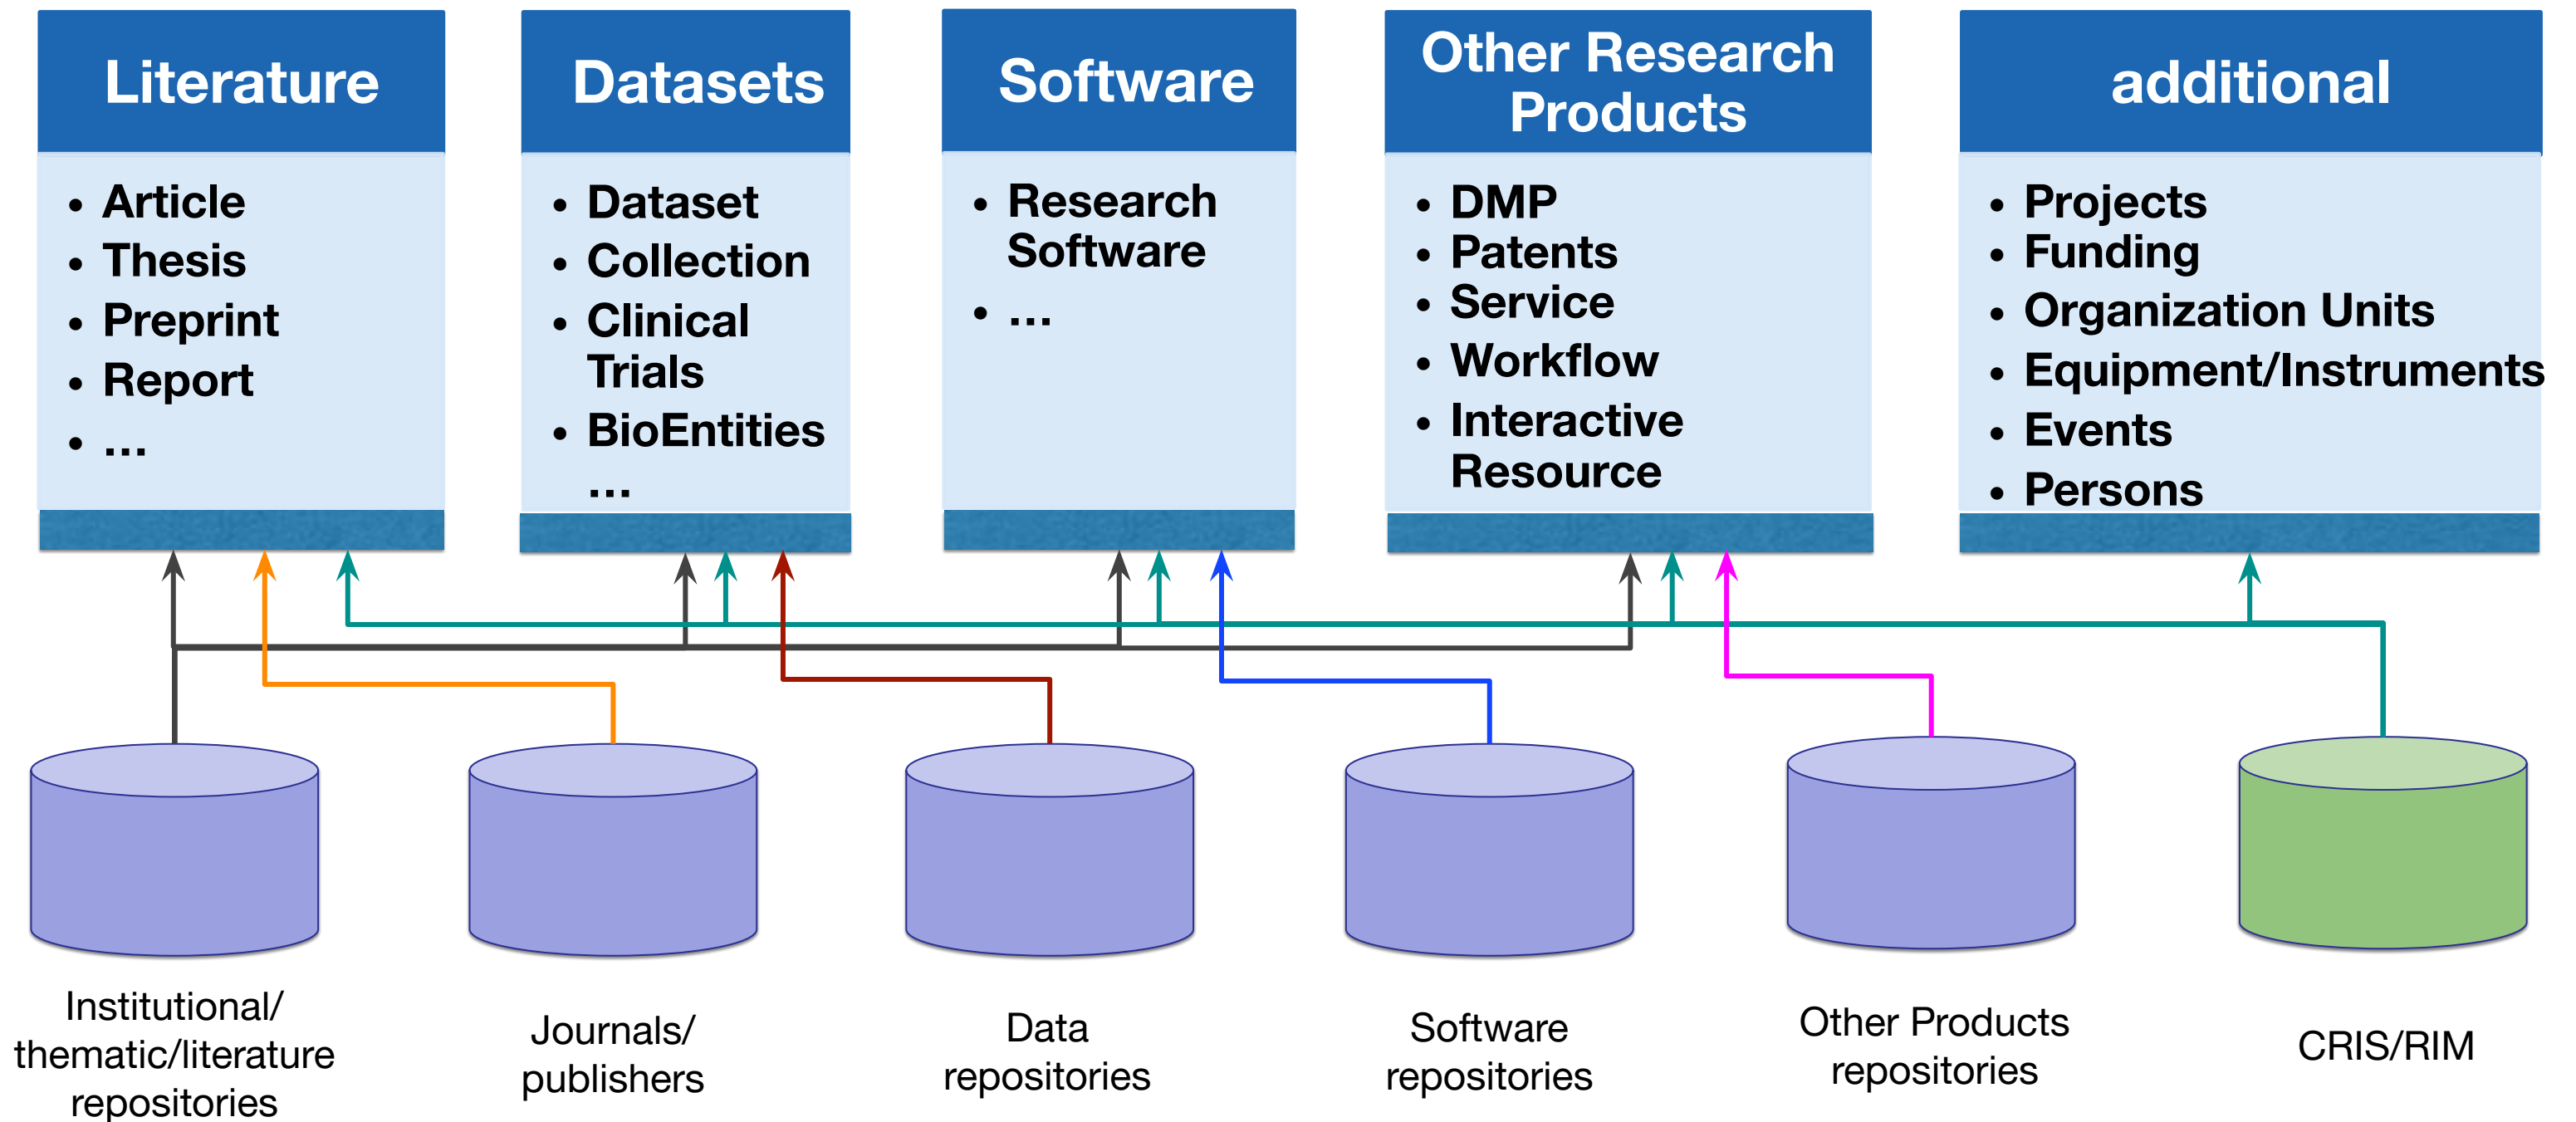 Literature
• Article
• Thesis
• Preprint
• Report
• ...
Datasets
• Dataset
• Collection
• Clinical
Trials
• BioEntities
...
Software
• Research
Software
• ...
Other Research
Products
• DMP
• Patents
• Service
• Workflow
• Interactive
Resource
additional
• Projects
• Funding
• Organization Units
• Equipment/Instruments
• Events
• Persons
Institutional/
thematic/literature
repositories
Journals/
publishers
Data
repositories
Software
repositories
Other Products
repositories
CRIS/RIM